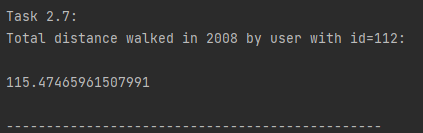 Task 2.7:
Total distance walked in 2008 by user with id=112:
115.47465961507991
-----------------------------------------------